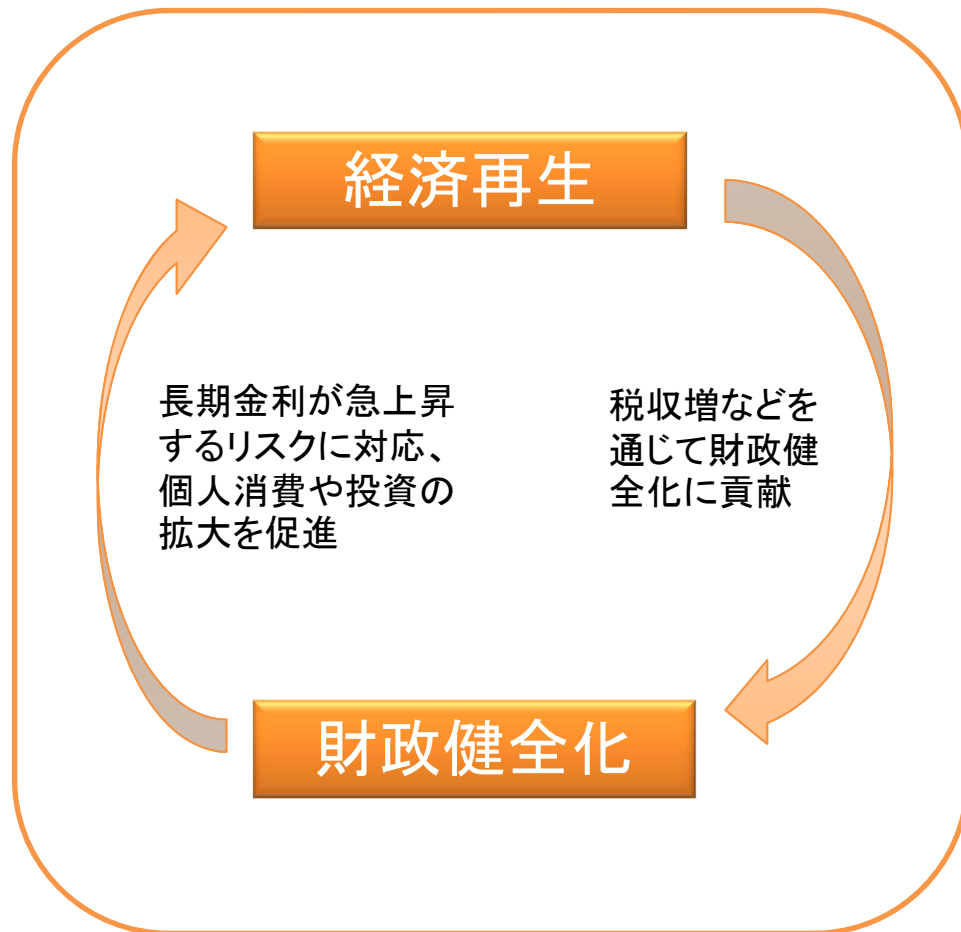 経済再生
長期金利が急上昇
するリスクに対応、
個人消費や投資の
拡大を促進
税収増などを
通じて財政健
全化に貢献
財政健全化